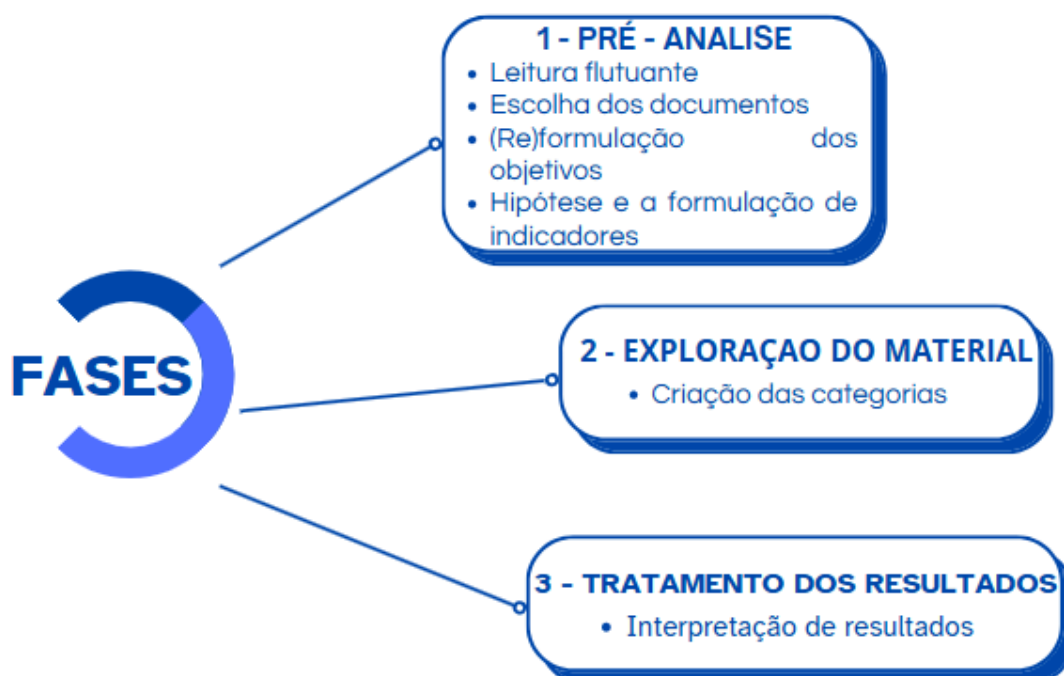 1 - PRÉ - ANALISE
• Leitura flutuante
• Escolha dos documentos
• (Re)formulação dos
objetivos
• Hipótese e a formulação de
indicadores
FASES
2 - EXPLORAÇAO DO MATERIAL
• Criação das categorias
3 - TRATAMENTO DOS RESULTADOS
• Interpretação de resultados